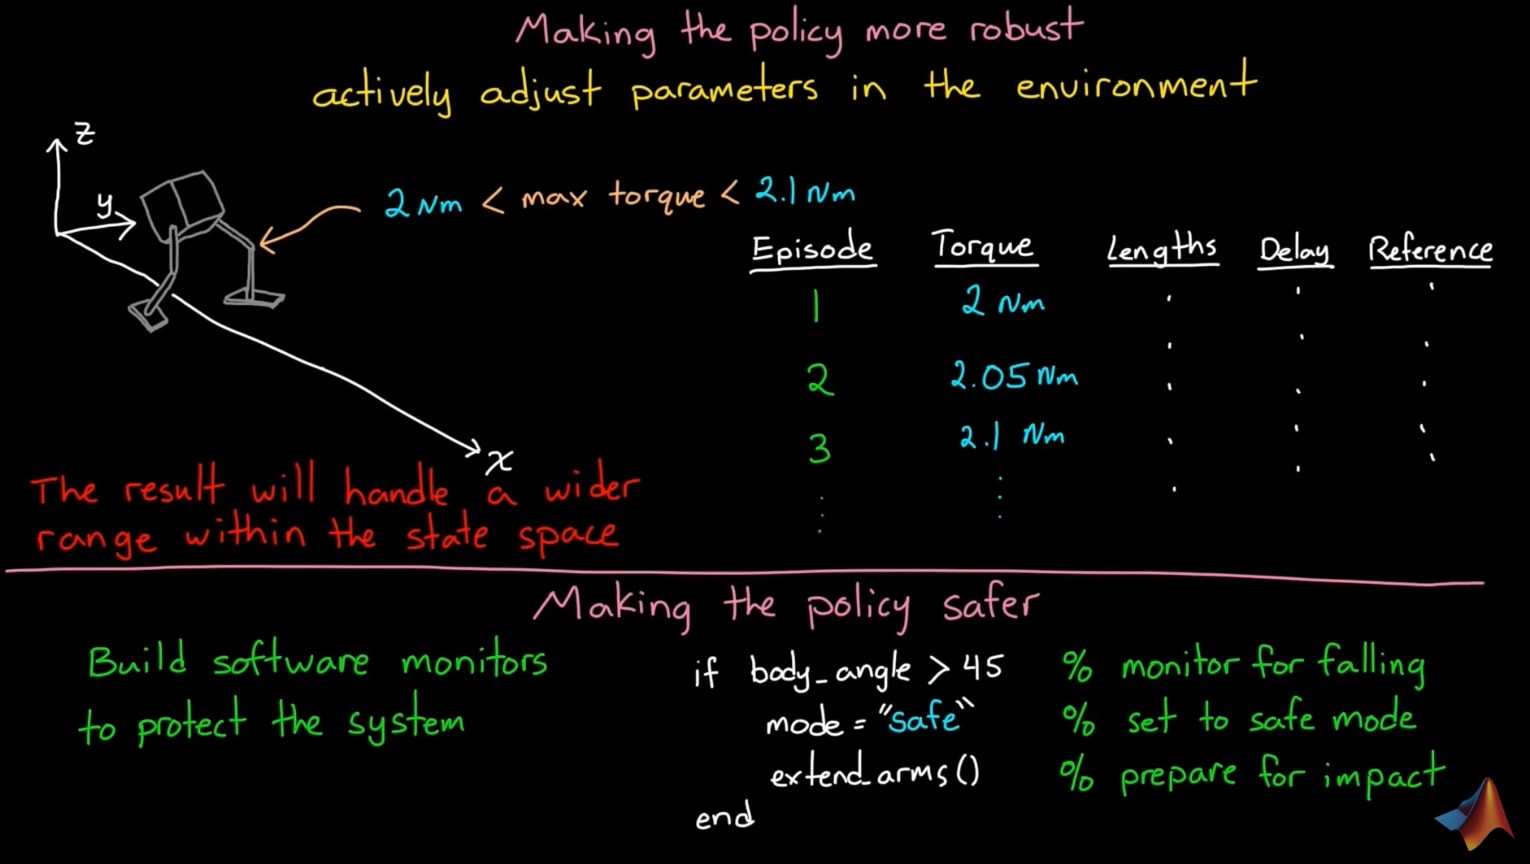 Making the policy more robust
actively adjust parameters in the environment
z
y
x
2 Nm < max torque < 2.1 Nm
Episode Torque Lengths Delay Reference
1 2 Nm
2 2.05 Nm
3 2.1 Nm
The result will handle a wider
range within the state space
Making the policy safer
Build software monitors
to protect the system
if body_angle > 45 % monitor for falling
mode = "safe" % set to safe mode
extend_arms() % prepare for impact
end